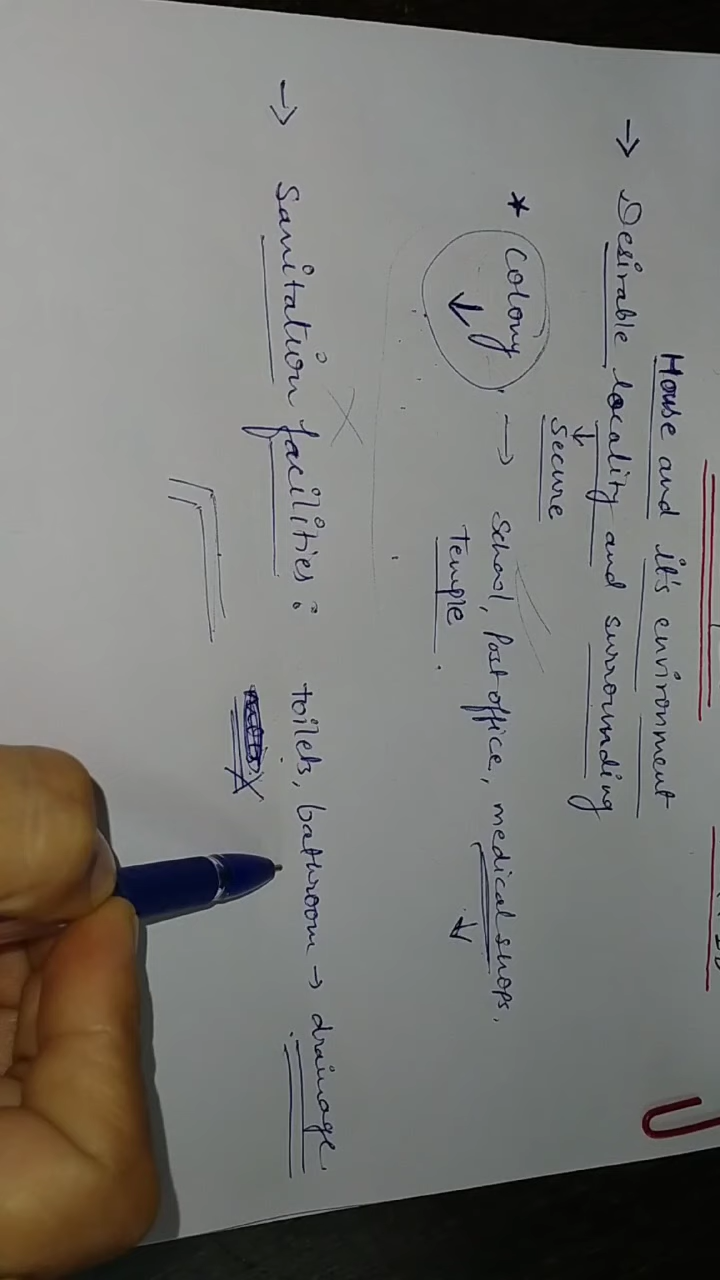 House and it's environment
→ Desirable locality and surrounding
↓
Secure
* Colony → School, Post office, medical shops,
↓ Temple. ↓
→ Sanitation facilities: toilets, bathroom → drainage